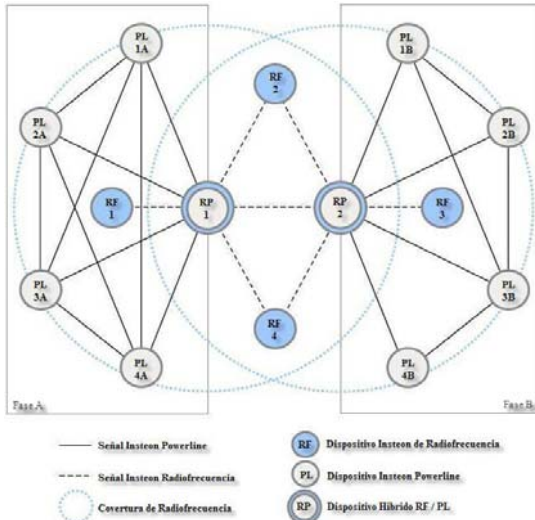 PL
1A
PL
1B
RF
2
PL
2A
PL
2B
RF
1
RP
1
RP
2
RF
3
PL
3A
PL
3B
RF
4
PL
4A
PL
4B
Fase A
Fase B
Señal Insteon Powerline
RF Dispositivo Insteon de Radiofrecuencia
Señal Insteon Radiofrecuencia
PL Dispositivo Insteon Powerline
Covertura de Radiofrecuencia
RP Dispositivo Híbrido RF / PL